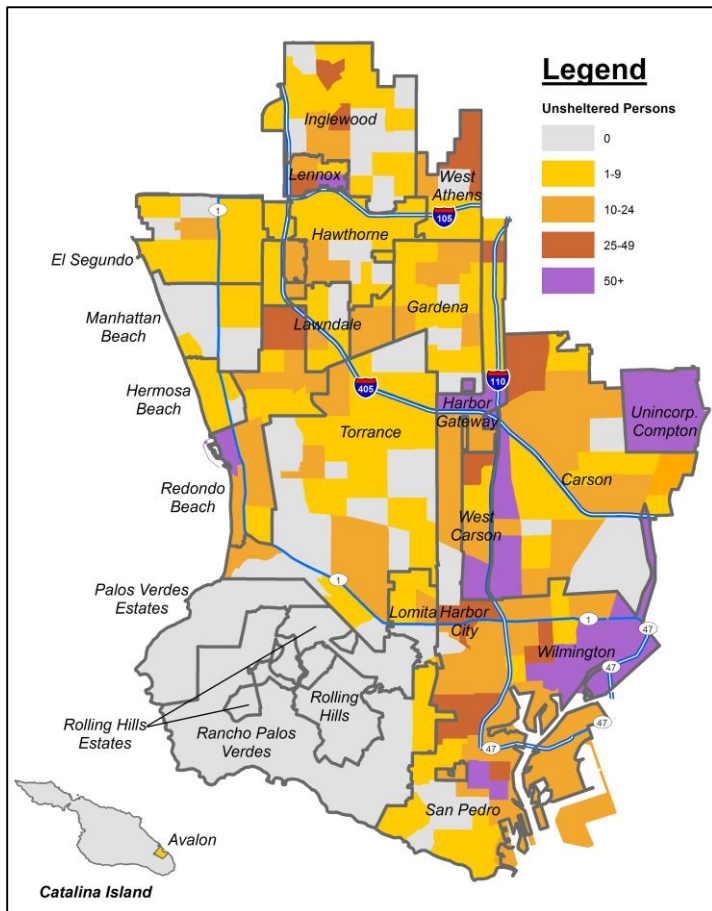 Legend
Unsheltered Persons
0
1-9
10-24
25-49
50+
Inglewood
Lennox
West
Athens
1
105
Hawthorne
El Segundo
Gardena
Manhattan
Beach
Lawndale
405
110
Hermosa
Beach
Harbor
Gateway
Unincorp.
Compton
Torrance
Carson
Redondo
Beach
West
Carson
Palos Verdes
Estates
1
Lomita
Harbor
City
1
47
Wilmington
47
Rolling
Hills
Rolling Hills
Estates
Rancho Palos
Verdes
47
47
San Pedro
Avalon
Catalina Island